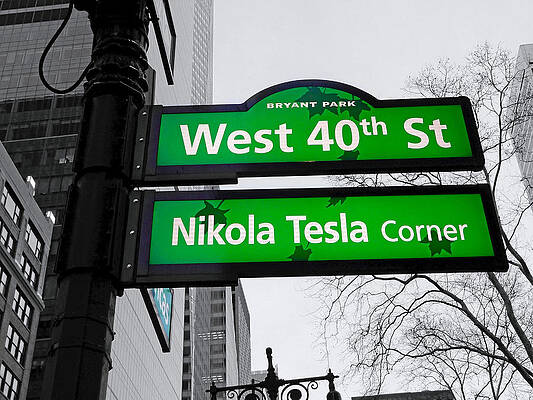 BRYANT PARK
West 40th St
Nikola Tesla Corner